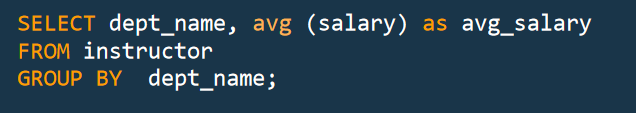 SELECT dept_name, avg (salary) as avg_salary
FROM instructor
GROUP BY  dept_name;